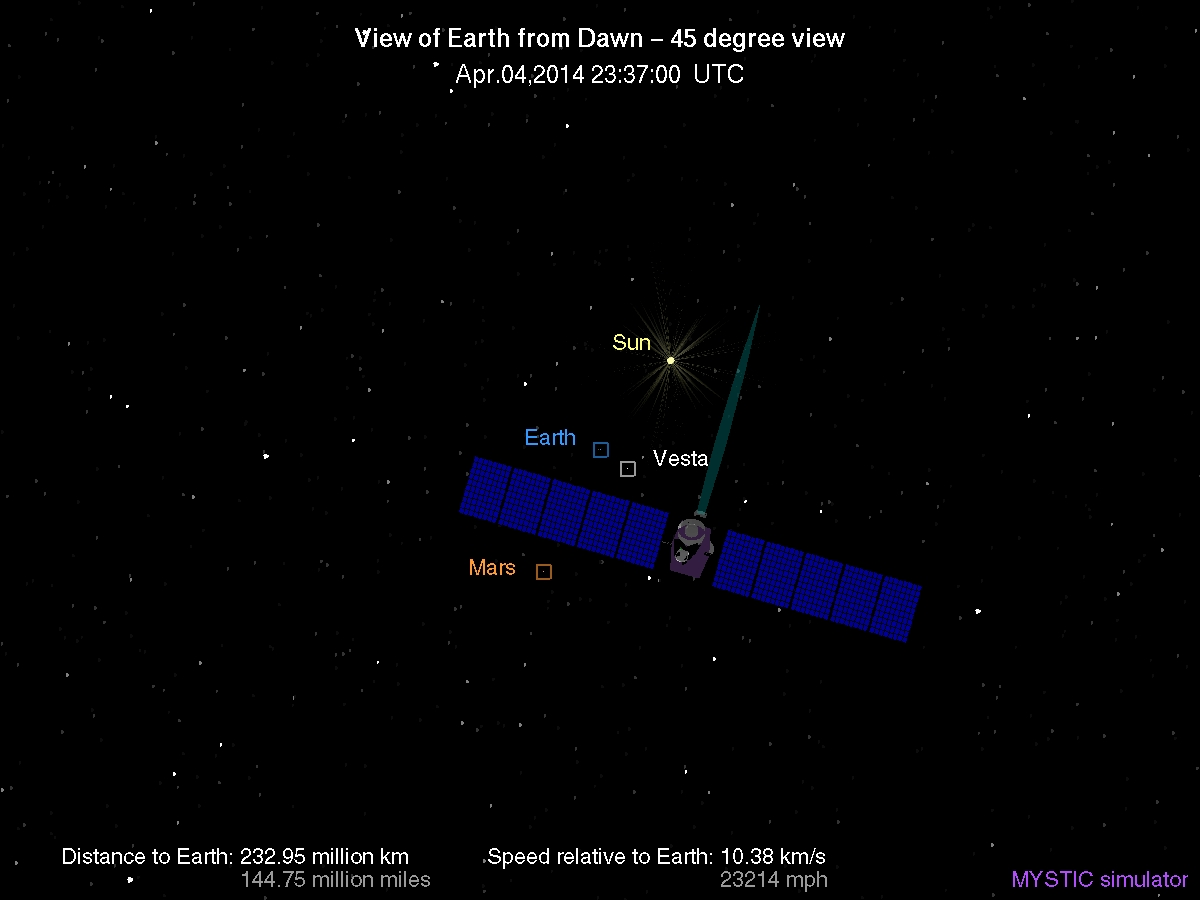 View of Earth from Dawn – 45 degree view
Apr.04,2014 23:37:00 UTC
Sun
Earth
Vesta
Mars
Distance to Earth: 232.95 million km
144.75 million miles
Speed relative to Earth: 10.38 km/s
23214 mph
MYSTIC simulator